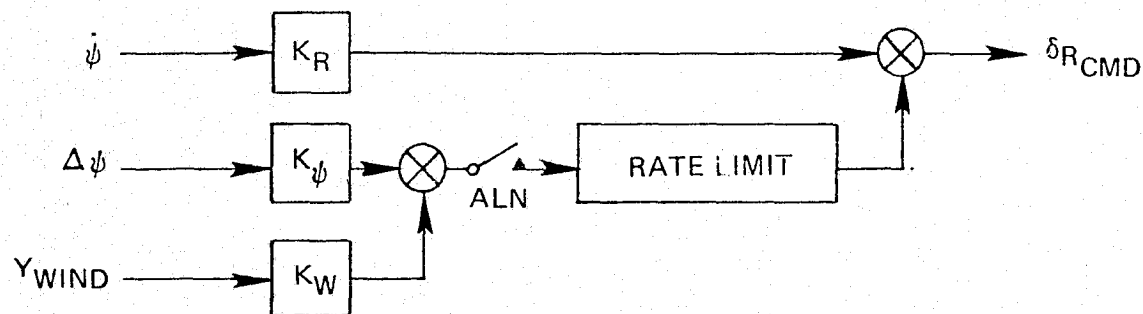 ψ̇ K_R δ_R_CMD
Δψ K_ψ ALN RATE LIMIT
Y_WIND K_W